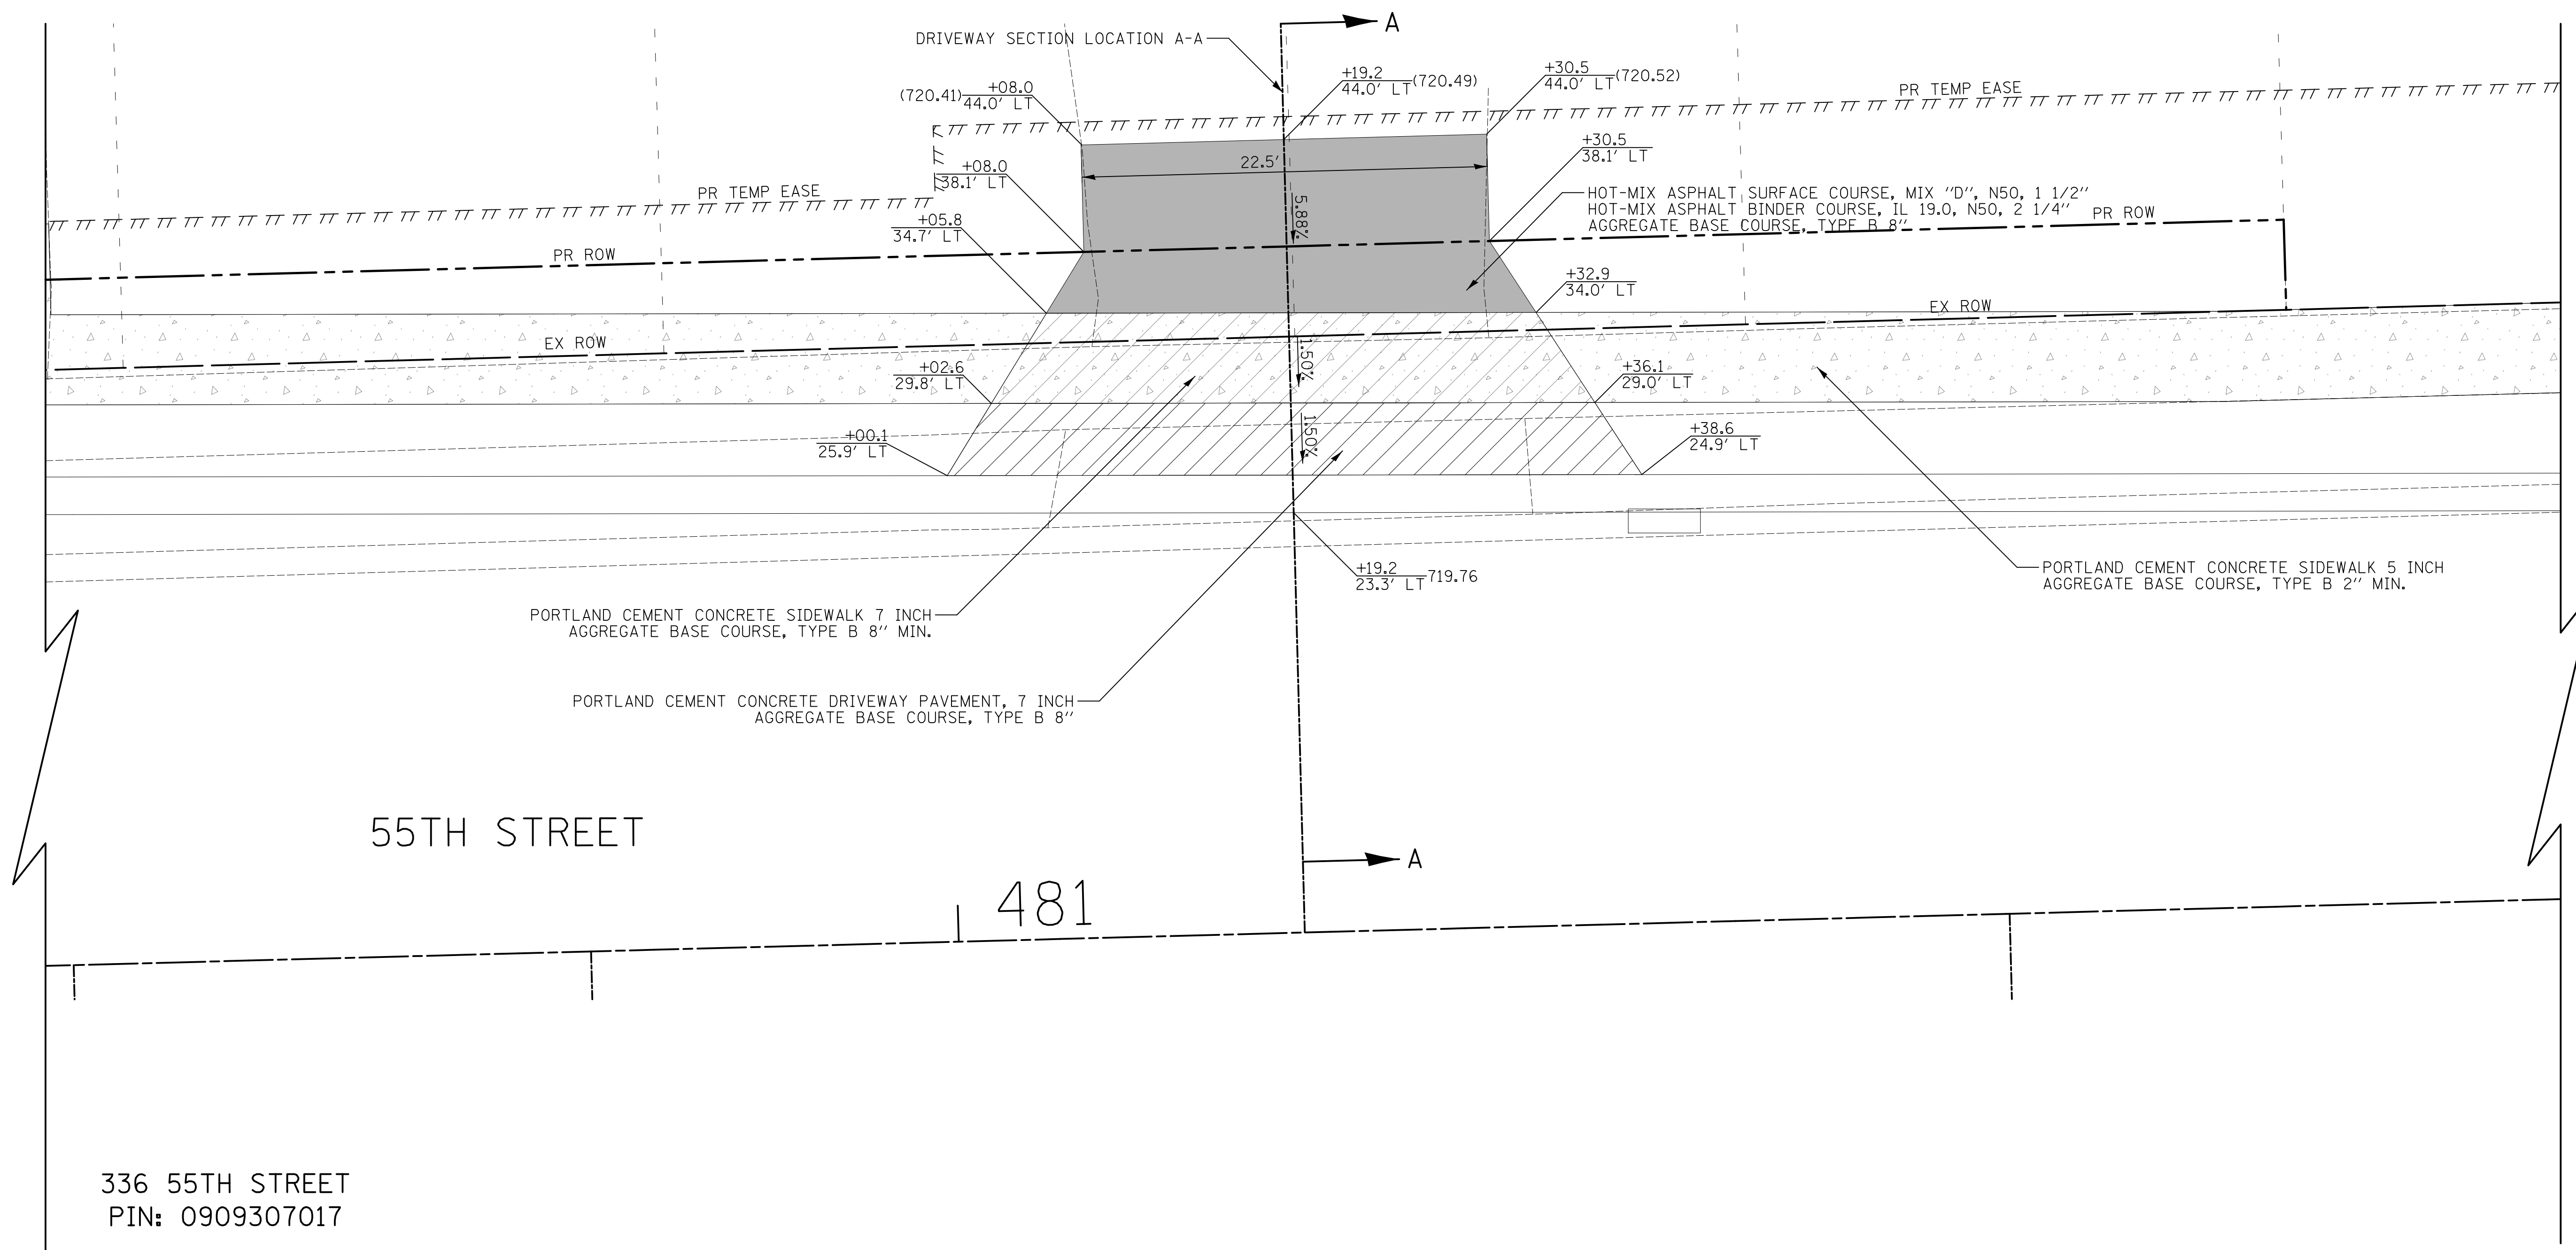 A
DRIVEWAY SECTION LOCATION A-A
+08.0
(720.41)
44.0' LT
+19.2
44.0' LT
(720.49)
+30.5
44.0' LT
(720.52)
PR TEMP EASE
+08.0
38.1' LT
22.5'
+30.5
38.1' LT
PR TEMP EASE
5.88%
HOT-MIX ASPHALT SURFACE COURSE, MIX "D", N50, 1 1/2"
HOT-MIX ASPHALT BINDER COURSE, IL 19.0, N50, 2 1/4"
AGGREGATE BASE COURSE, TYPE B 8"
PR ROW
+05.8
34.7' LT
PR ROW
+32.9
34.0' LT
EX ROW
EX ROW
1.50%
+02.6
29.8' LT
+36.1
29.0' LT
1.50%
+00.1
25.9' LT
+38.6
24.9' LT
+19.2
23.3' LT
719.76
PORTLAND CEMENT CONCRETE SIDEWALK 5 INCH
AGGREGATE BASE COURSE, TYPE B 2" MIN.
PORTLAND CEMENT CONCRETE SIDEWALK 7 INCH
AGGREGATE BASE COURSE, TYPE B 8" MIN.
PORTLAND CEMENT CONCRETE DRIVEWAY PAVEMENT, 7 INCH
AGGREGATE BASE COURSE, TYPE B 8"
55TH STREET
A
481
336 55TH STREET
PIN: 0909307017